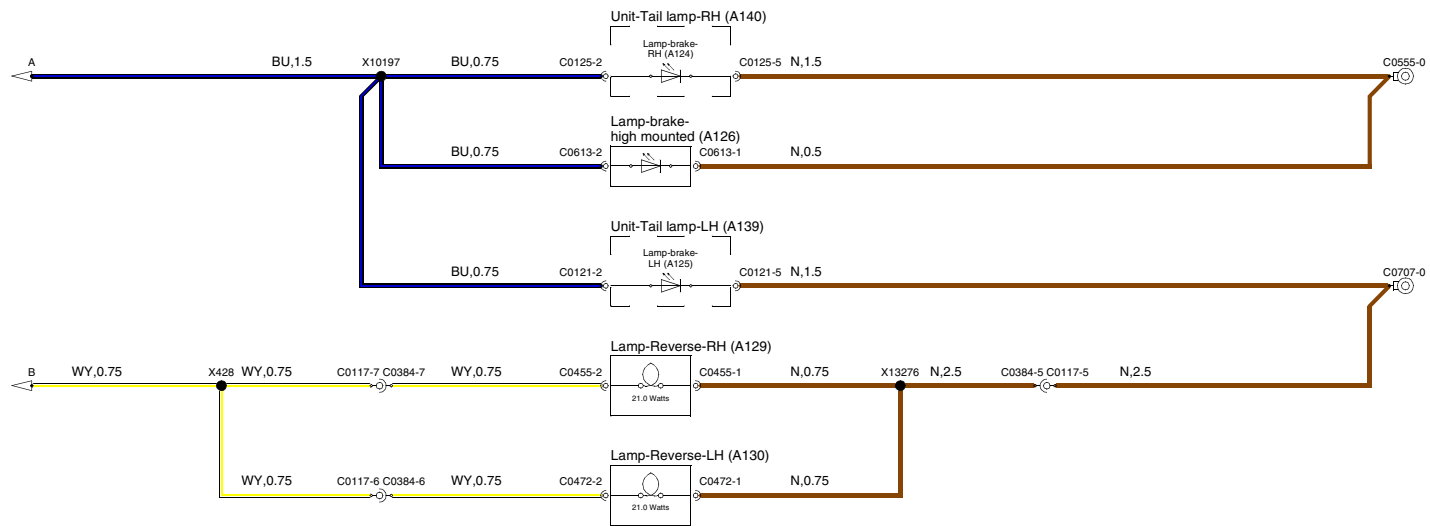 Unit-Tail lamp-RH (A140)
Lamp-brake-
RH (A124)
A
BU,1.5
X10197
BU,0.75
C0125-2
C0125-5
N,1.5
C0555-0
Lamp-brake-
high mounted (A126)
BU,0.75
C0613-2
C0613-1
N,0.5
Unit-Tail lamp-LH (A139)
Lamp-brake-
LH (A125)
BU,0.75
C0121-2
C0121-5
N,1.5
C0707-0
Lamp-Reverse-RH (A129)
B
WY,0.75
X428
WY,0.75
C0117-7 C0384-7
WY,0.75
C0455-2
C0455-1
N,0.75
X13276
N,2.5
C0384-5 C0117-5
N,2.5
21.0 Watts
Lamp-Reverse-LH (A130)
WY,0.75
C0117-6 C0384-6
WY,0.75
C0472-2
C0472-1
N,0.75
21.0 Watts